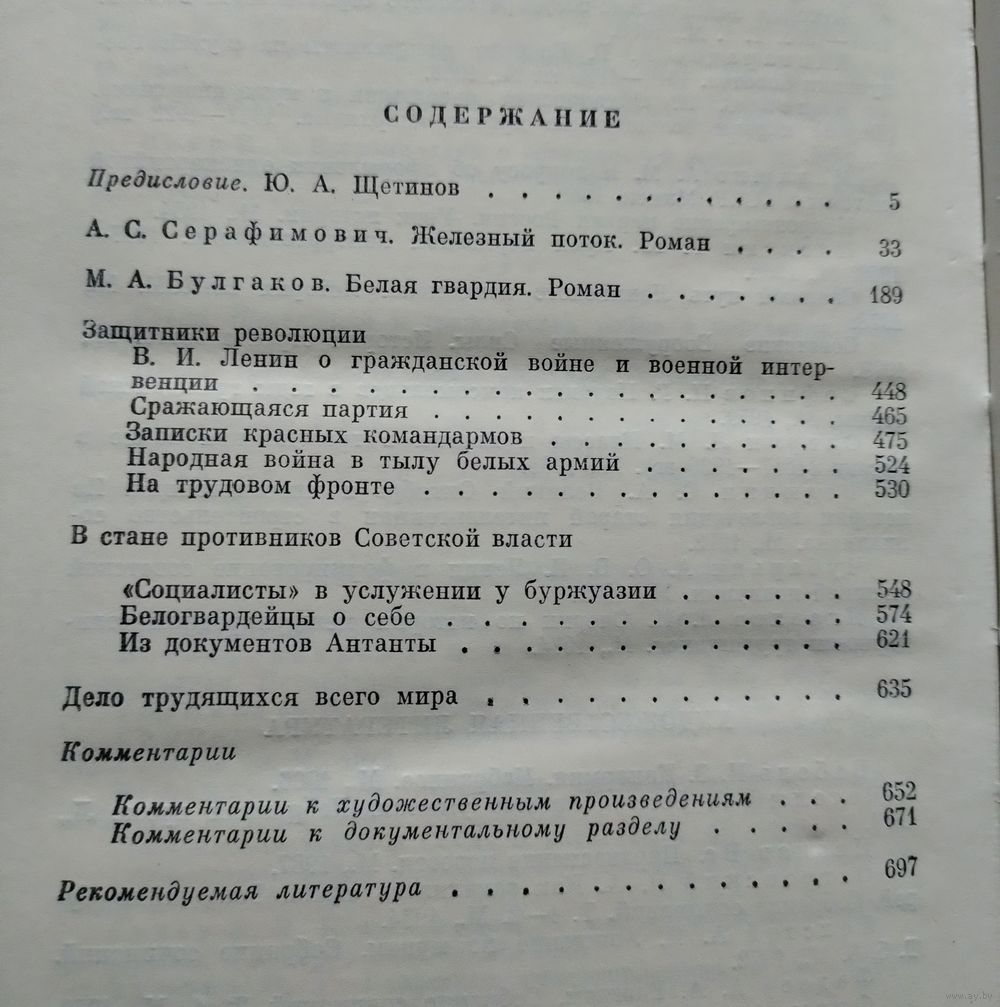 СОДЕРЖАНИЕ
Предисловие. Ю. А. Щетинов . . . . . . . . . . . 5
А. С. Серафимович. Железный поток. Роман . . . . 33
М. А. Булгаков. Белая гвардия. Роман . . . . . . . 189
Защитники революции
В. И. Ленин о гражданской войне и военной интер-
венции . . . . . . . . . . . . . . . . . 448
Сражающаяся партия . . . . . . . . . . . . 465
Записки красных командармов . . . . . . . . . 475
Народная война в тылу белых армий . . . . . . . 524
На трудовом фронте . . . . . . . . . . . . 530
В стане противников Советской власти
«Социалисты» в услужении у буржуазии . . . . . . 548
Белогвардейцы о себе . . . . . . . . . . . . 574
Из документов Антанты . . . . . . . . . . . . 621
Дело трудящихся всего мира . . . . . . . . . . . 635
Комментарии
Комментарии к художественным произведениям . . . 652
Комментарии к документальному разделу . . . . . 671
Рекомендуемая литература . . . . . . . . . . . . 697
www.ay.by